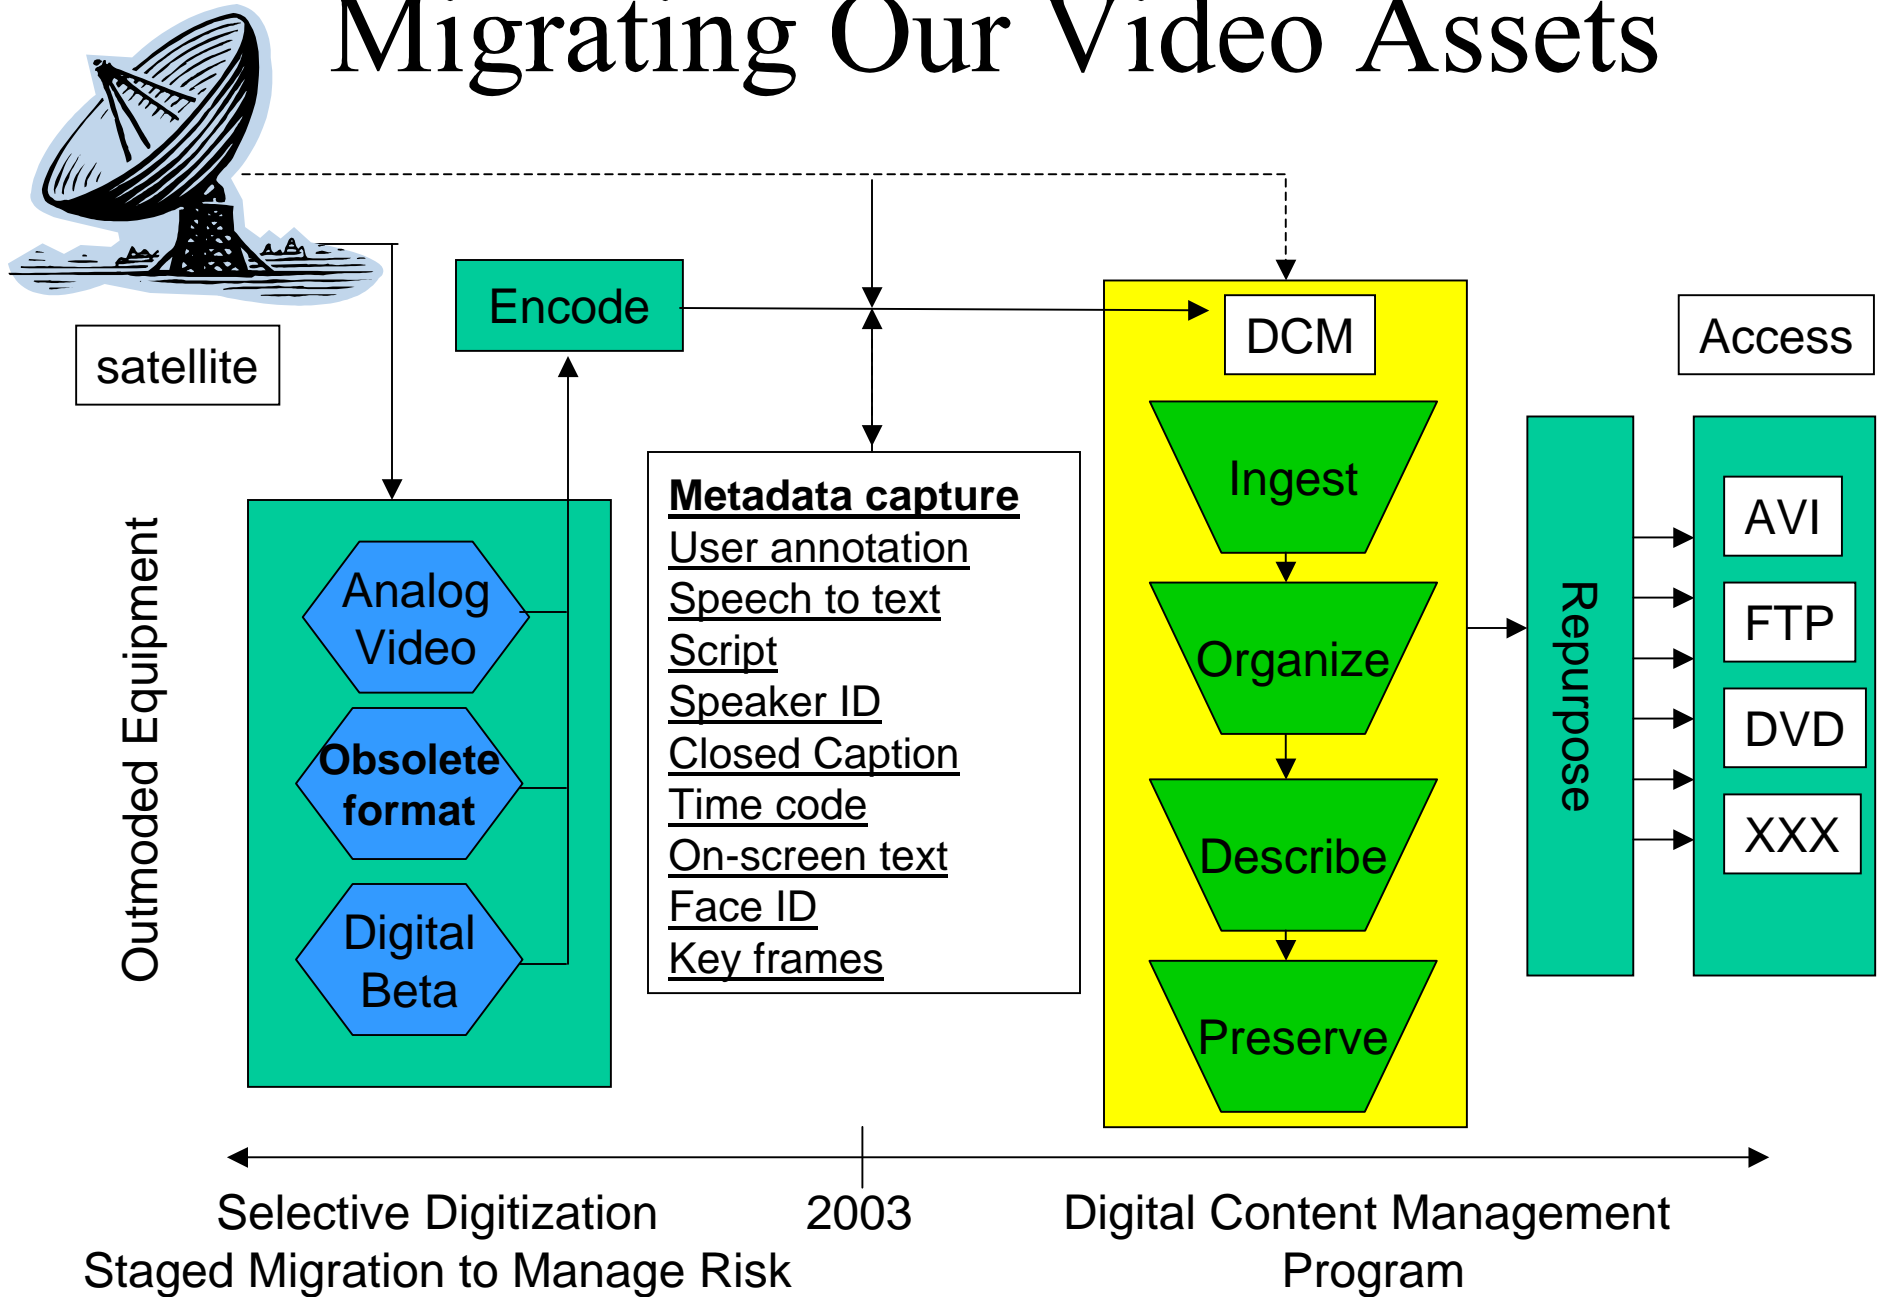 Migrating Our Video Assets
satellite
Encode
DCM
Access
Outmoded Equipment
Analog
Video
Obsolete
format
Digital
Beta
Metadata capture
User annotation
Speech to text
Script
Speaker ID
Closed Caption
Time code
On-screen text
Face ID
Key frames
Ingest
Organize
Describe
Preserve
Repurpose
AVI
FTP
DVD
XXX
Selective Digitization
Staged Migration to Manage Risk
2003
Digital Content Management
Program